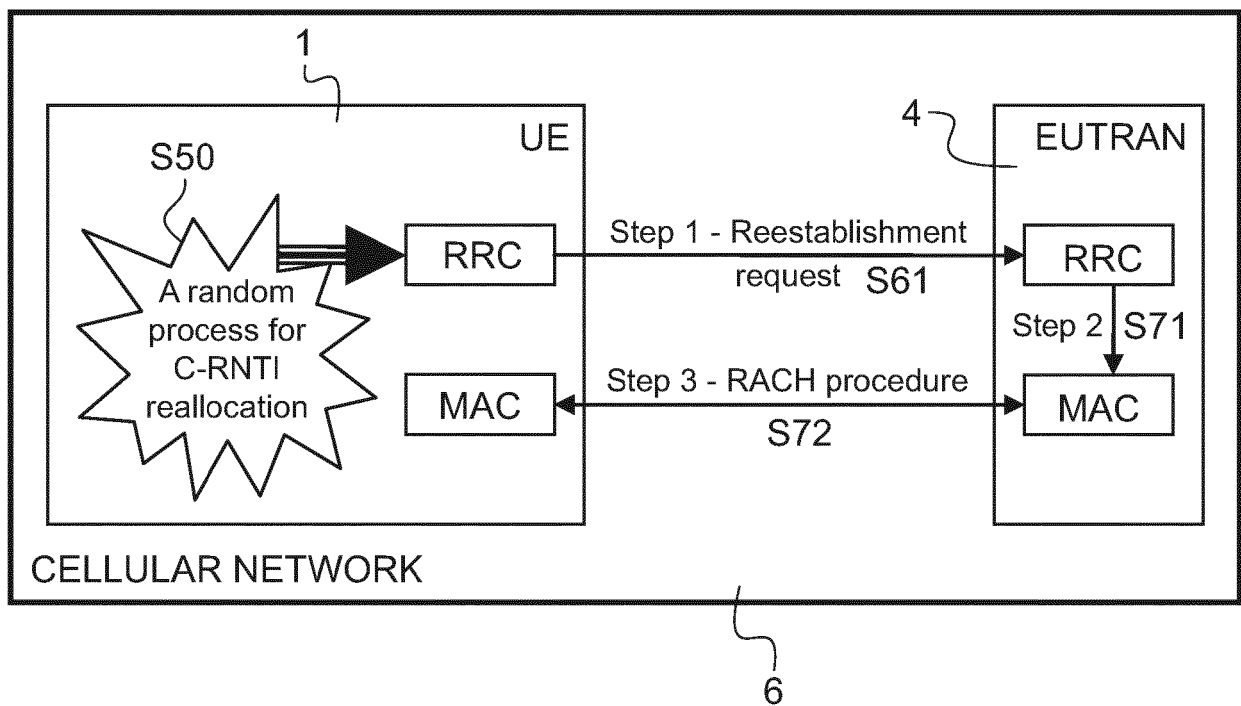 1
UE
4
EUTRAN
S50
A random
process for
C-RNTI
reallocation
RRC
Step 1 - Reestablishment
request S61
RRC
Step 2 S71
MAC
Step 3 - RACH procedure
S72
MAC
CELLULAR NETWORK
6